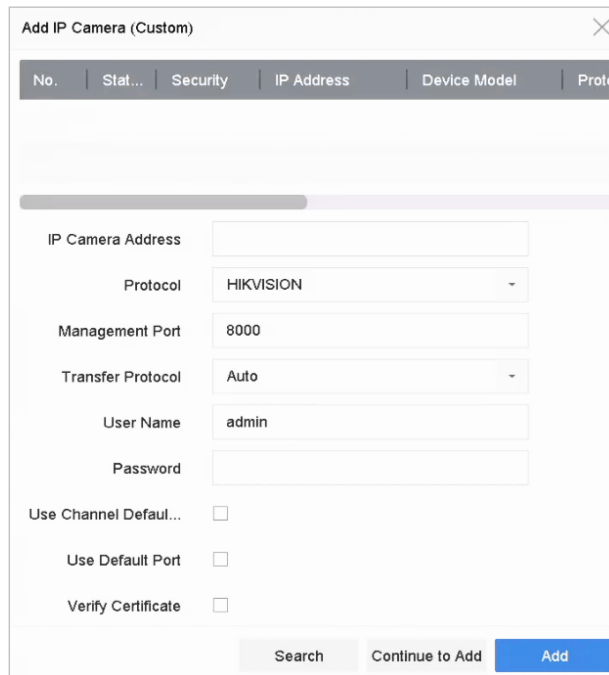 Add IP Camera (Custom)
No. Stat... Security IP Address Device Model Proto
IP Camera Address
Protocol HIKVISION
Management Port 8000
Transfer Protocol Auto
User Name admin
Password
Use Channel Defaul...
Use Default Port
Verify Certificate
Search Continue to Add Add